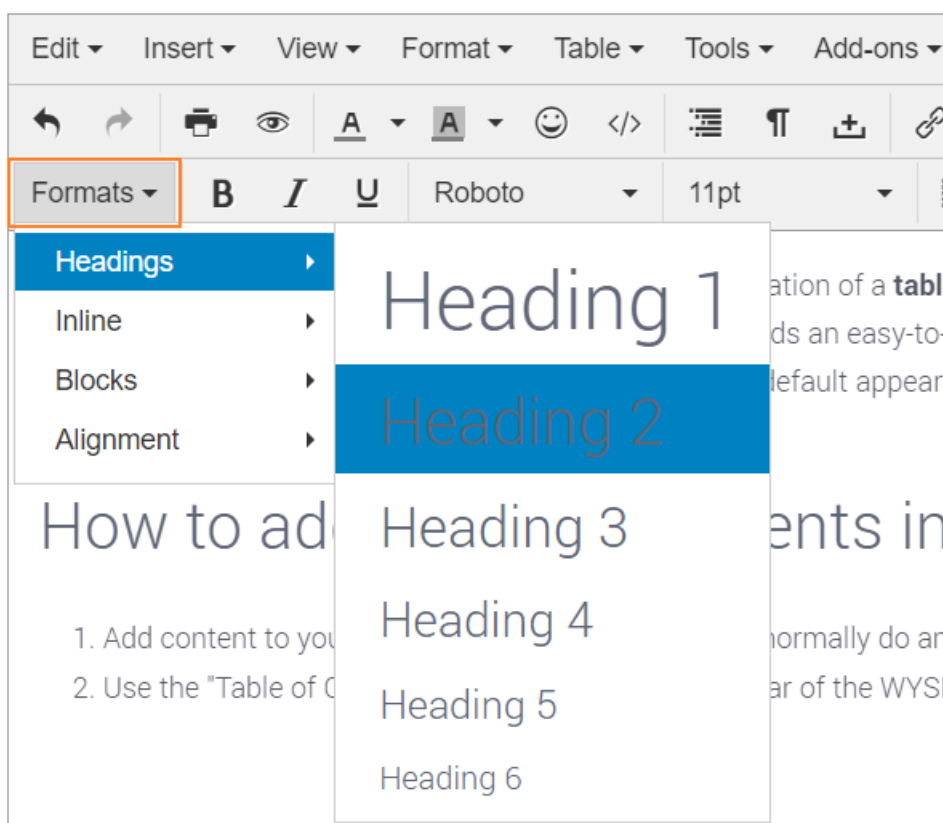 Edit Insert View Format Table Tools Add-ons
A A </>
Formats B I U Roboto 11pt
Headings
Inline
Blocks
Alignment
Heading 1
Heading 2
Heading 3
Heading 4
Heading 5
Heading 6
ation of a tabl
ds an easy-to-
default appear
How to ad ents in
1. Add content to you normally do an
2. Use the "Table of C ar of the WYSI